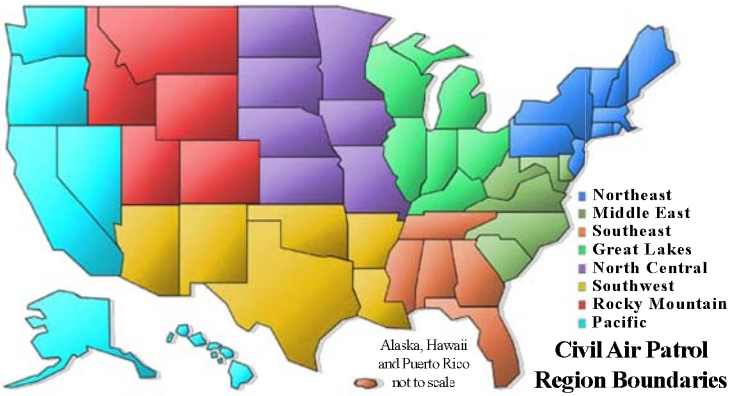 Northeast
Middle East
Southeast
Great Lakes
North Central
Southwest
Rocky Mountain
Pacific
Alaska, Hawaii
and Puerto Rico
not to scale
Civil Air Patrol
Region Boundaries